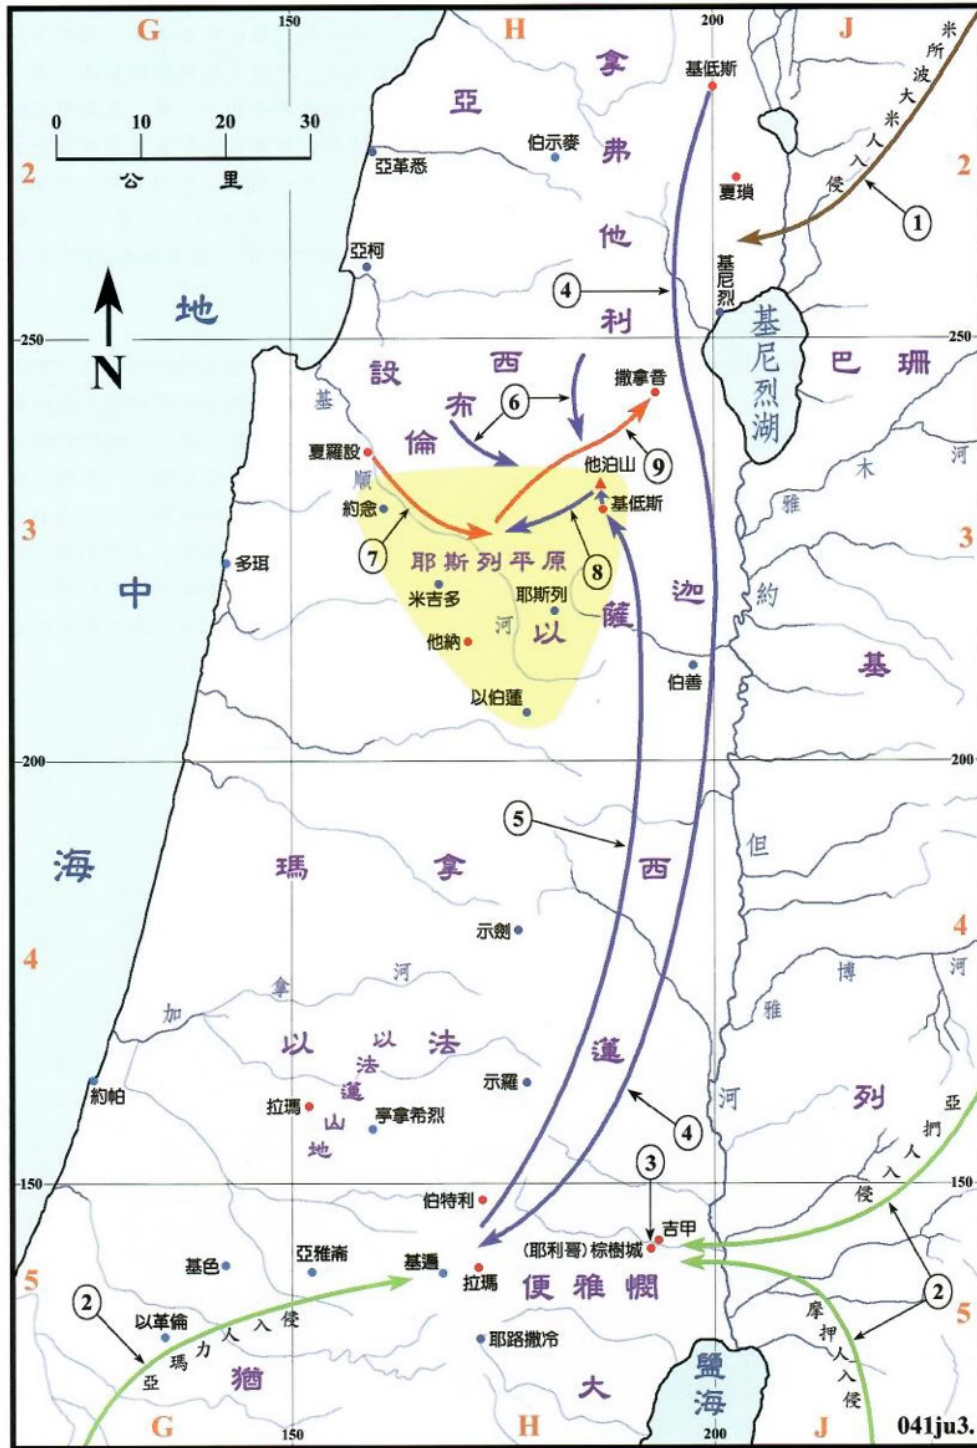 150
200
G
H
J
米所波大米人入侵
拿弗他利
基低斯
亞設
0 10 20 30
公里
亞革悉
伯示麥
2
2
夏瑣
1
亞柯
4
基尼烈
地中海
N
250
250
西布倫
基尼烈湖
巴珊
撒拿音
6
9
夏羅設
他泊山
基低斯
雅木河
基順河
約念
3
3
7
8
耶斯列平原
多珥
米吉多
耶斯列
約但河
以薩迦
他納
基列
伯善
以伯蓮
200
200
5
瑪拿西
示劍
4
4
加拿河
雅博河
以法蓮
以法蓮山地
約帕
示羅
拉瑪
亭拿希烈
4
亞捫人入侵
3
150
150
伯特利
吉甲
(耶利哥)棕樹城
基色
亞雅崙
基遍
拉瑪
便雅憫
5
5
2
2
以革倫
亞瑪力人入侵
摩押人入侵
耶路撒冷
鹽海
猶大
G
H
J
150
200
041ju3.